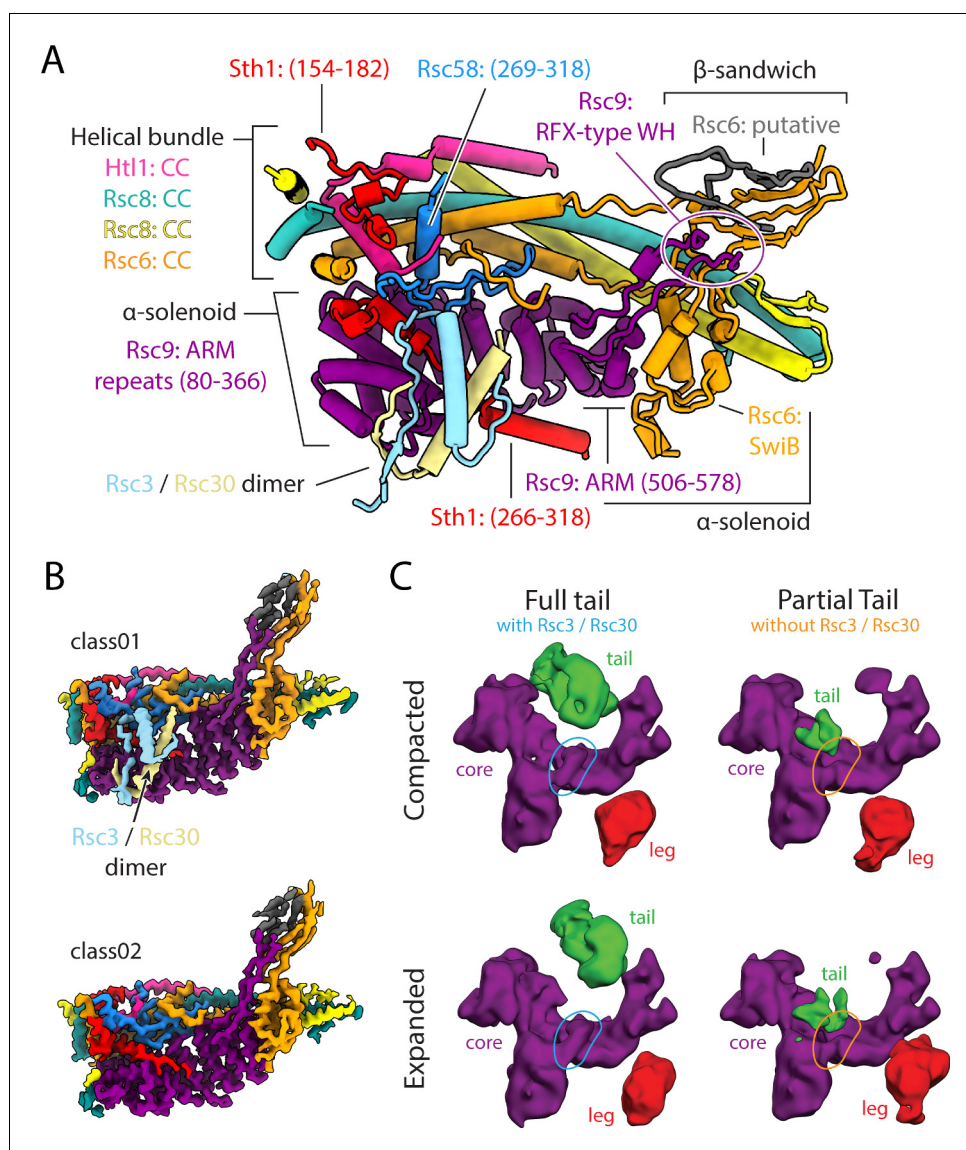 A
Sth1: (154-182)
Rsc58: (269-318)
β-sandwich
Rsc9:
RFX-type WH
Rsc6: putative
Helical bundle
Htl1: CC
Rsc8: CC
Rsc8: CC
Rsc6: CC
α-solenoid
Rsc9: ARM
repeats (80-366)
Rsc6:
SwiB
Rsc3 / Rsc30 dimer
Rsc9: ARM (506-578)
Sth1: (266-318)
α-solenoid
B
class01
Rsc3 / Rsc30
dimer
class02
C
Full tail
with Rsc3 / Rsc30
Partial Tail
without Rsc3 / Rsc30
Compacted
tail
core
leg
tail
core
leg
Expanded
tail
core
leg
tail
core
leg